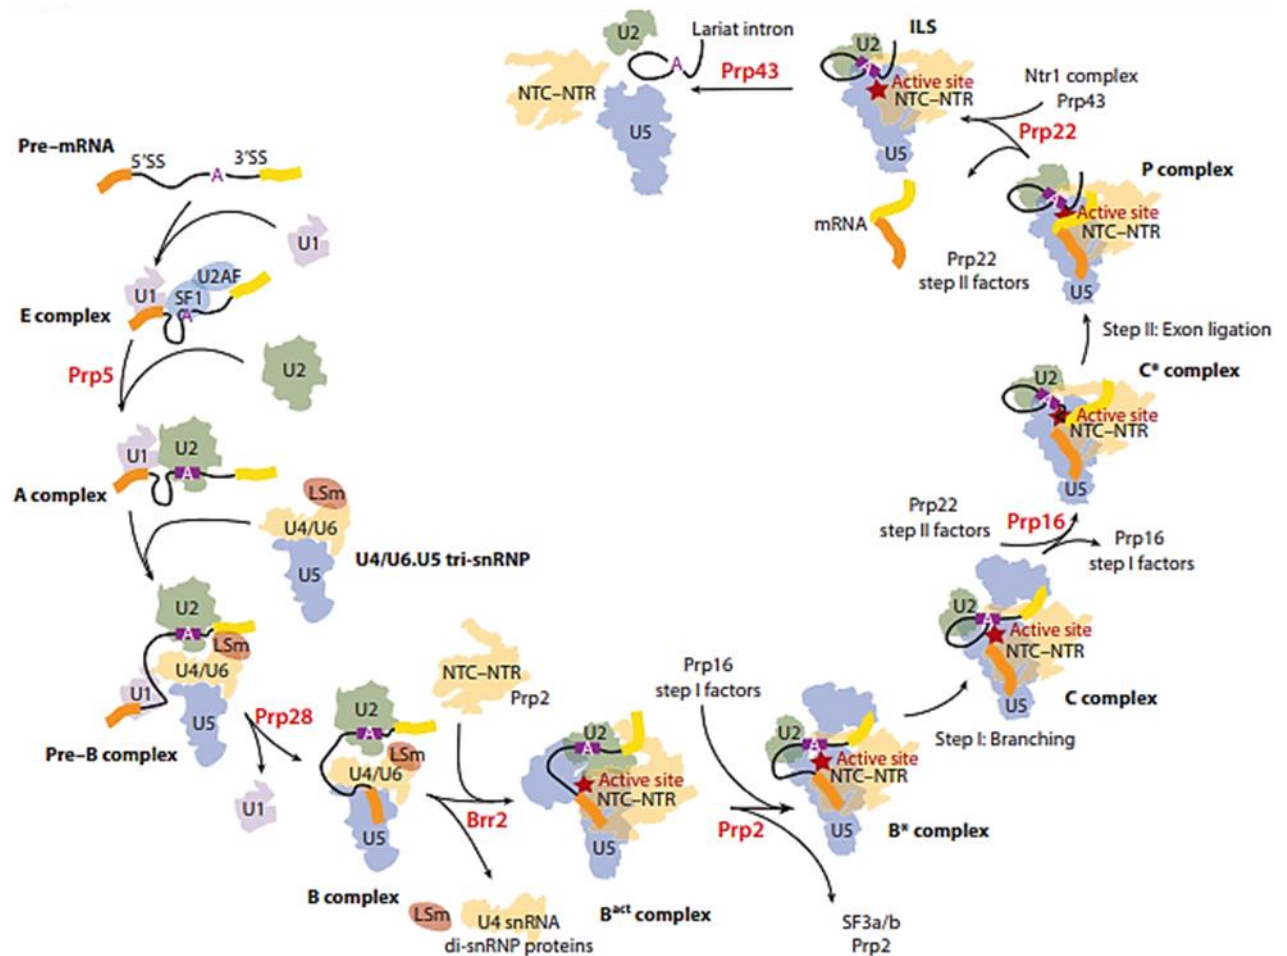 Pre-mRNA
5'SS
A
3'SS
U1
E complex
U1
SF1
U2AF
A
Prp5
U2
A complex
U1
U2
A
LSm
U4/U6
U5
U4/U6.U5 tri-snRNP
Pre-B complex
U2
A
LSm
U4/U6
U1
U5
Prp28
U1
B complex
U2
A
LSm
U4/U6
U5
NTC-NTR
Prp2
Brr2
LSm
U4 snRNA
di-snRNP proteins
Bact complex
U2
A
Active site
NTC-NTR
U5
Prp16
step I factors
Prp2
SF3a/b
Prp2
B* complex
U2
A
Active site
NTC-NTR
U5
Step I: Branching
C complex
U2
A
Active site
NTC-NTR
U5
Prp22
step II factors
Prp16
Prp16
step I factors
C* complex
U2
A
Active site
NTC-NTR
U5
Step II: Exon ligation
P complex
A
Active site
NTC-NTR
U5
Prp22
step II factors
mRNA
Prp22
Ntr1 complex
Prp43
ILS
U2
A
Active site
NTC-NTR
U5
Prp43
Lariat intron
U2
A
NTC-NTR
U5